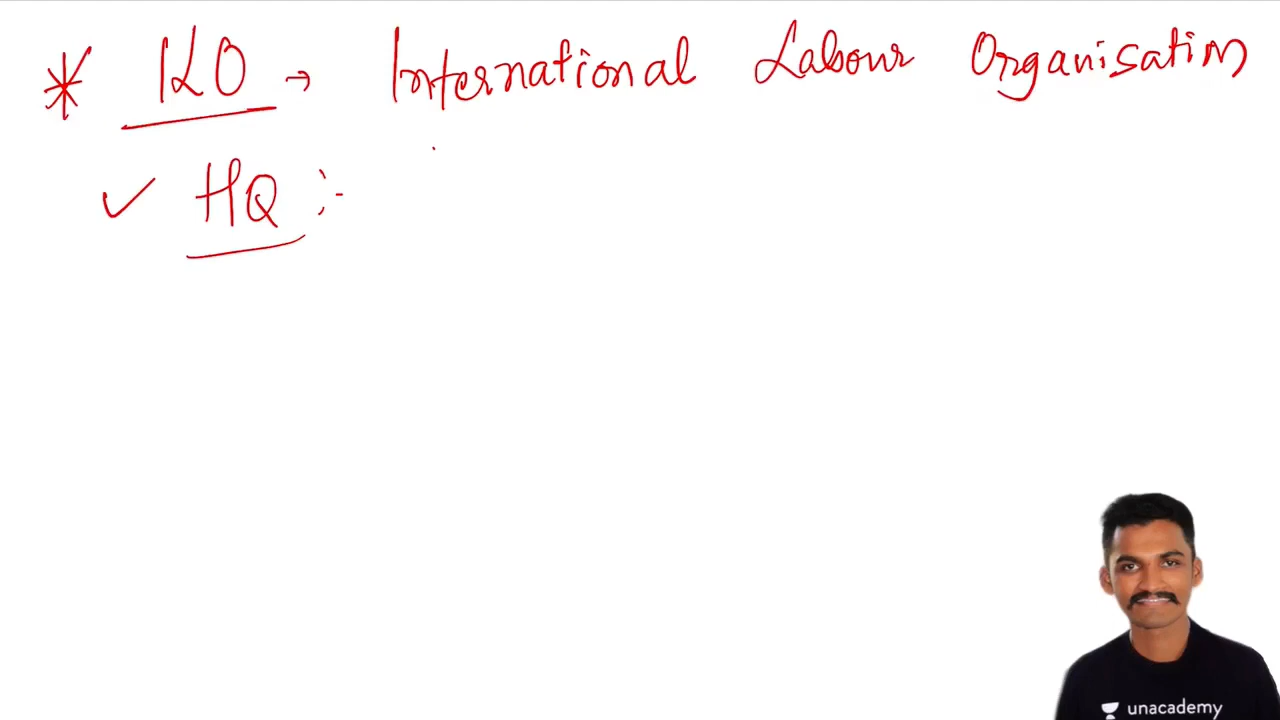 * ILO → International Labour Organisation
✓ HQ :-
unacademy